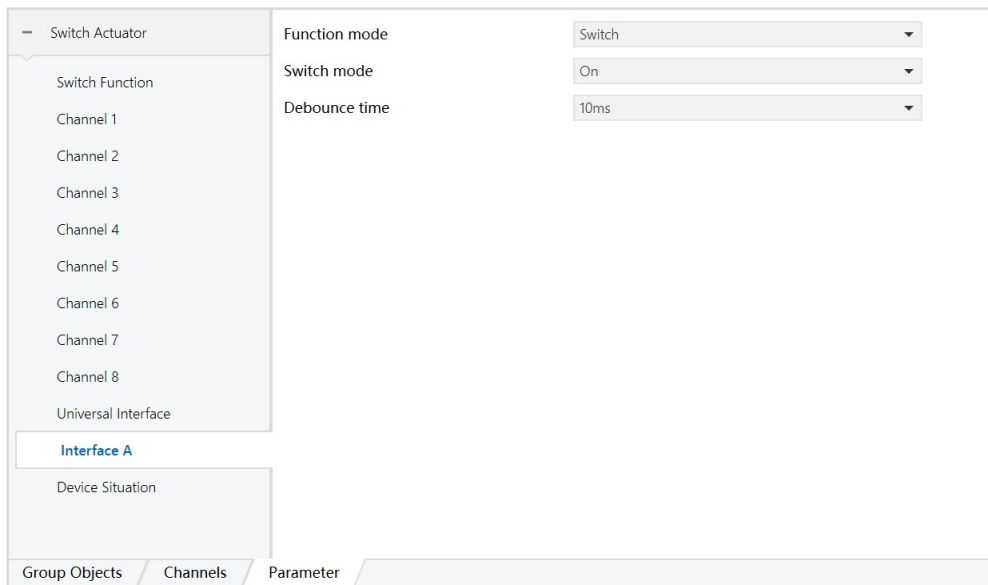 Switch Actuator
Switch Function
Channel 1
Channel 2
Channel 3
Channel 4
Channel 5
Channel 6
Channel 7
Channel 8
Universal Interface
Interface A
Device Situation
Function mode Switch
Switch mode On
Debounce time 10ms
Group Objects Channels Parameter